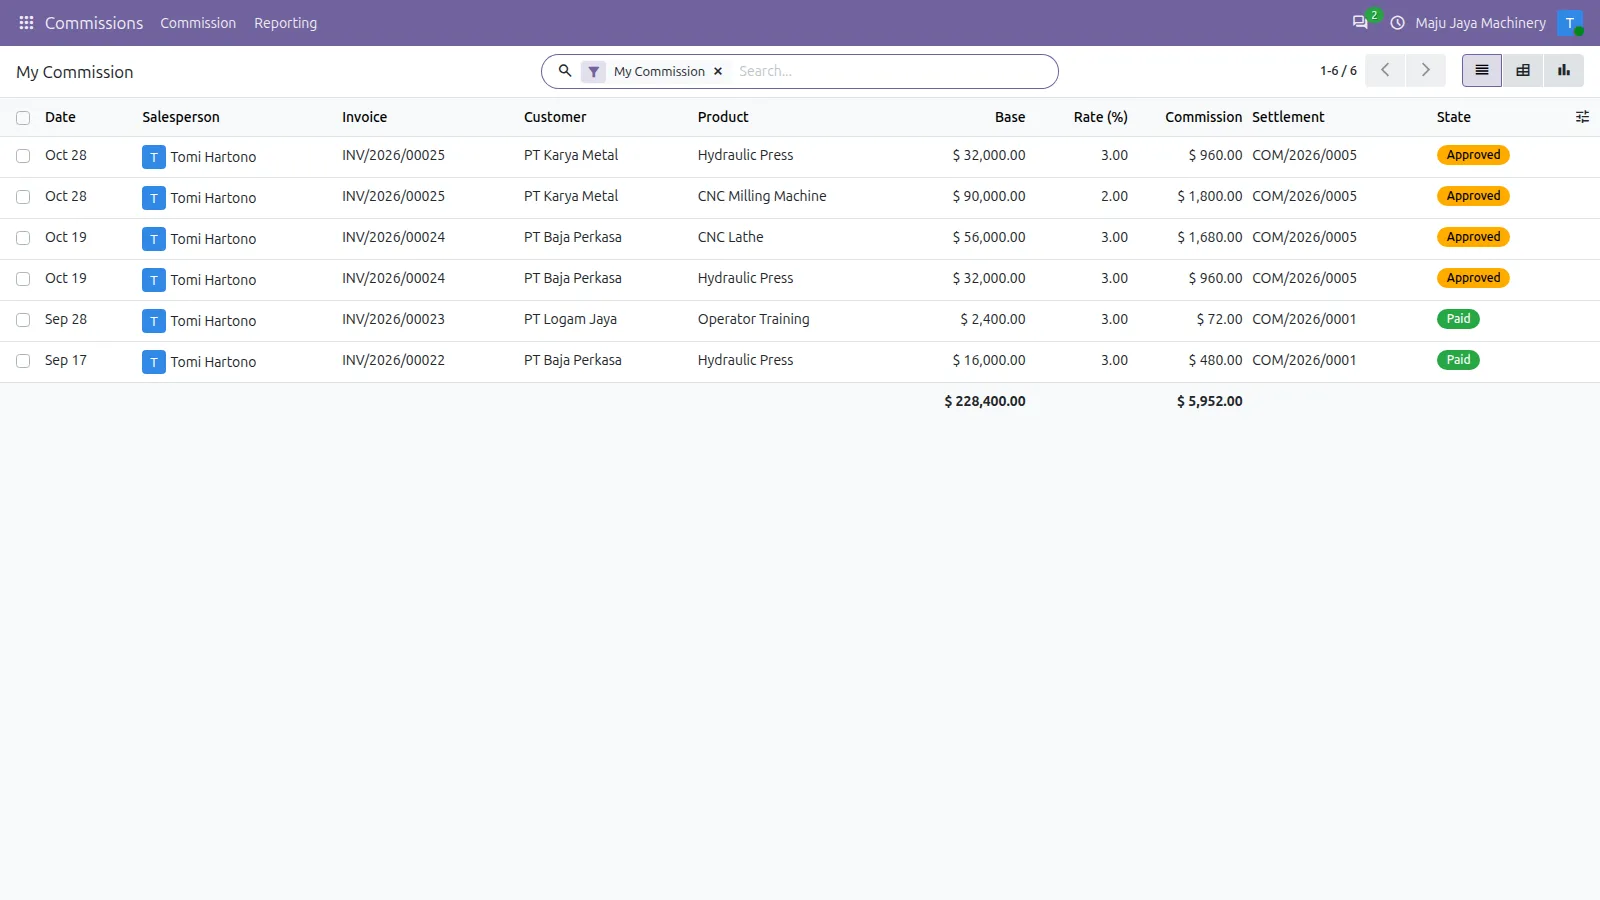 Commissions Commission Reporting 2 Maju Jaya Machinery T
My Commission My Commission × Search... 1-6 / 6
Date Salesperson Invoice Customer Product Base Rate (%) Commission Settlement State
Oct 28 T Tomi Hartono INV/2026/00025 PT Karya Metal Hydraulic Press $ 32,000.00 3.00 $ 960.00 COM/2026/0005 Approved
Oct 28 T Tomi Hartono INV/2026/00025 PT Karya Metal CNC Milling Machine $ 90,000.00 2.00 $ 1,800.00 COM/2026/0005 Approved
Oct 19 T Tomi Hartono INV/2026/00024 PT Baja Perkasa CNC Lathe $ 56,000.00 3.00 $ 1,680.00 COM/2026/0005 Approved
Oct 19 T Tomi Hartono INV/2026/00024 PT Baja Perkasa Hydraulic Press $ 32,000.00 3.00 $ 960.00 COM/2026/0005 Approved
Sep 28 T Tomi Hartono INV/2026/00023 PT Logam Jaya Operator Training $ 2,400.00 3.00 $ 72.00 COM/2026/0001 Paid
Sep 17 T Tomi Hartono INV/2026/00022 PT Baja Perkasa Hydraulic Press $ 16,000.00 3.00 $ 480.00 COM/2026/0001 Paid
$ 228,400.00 $ 5,952.00